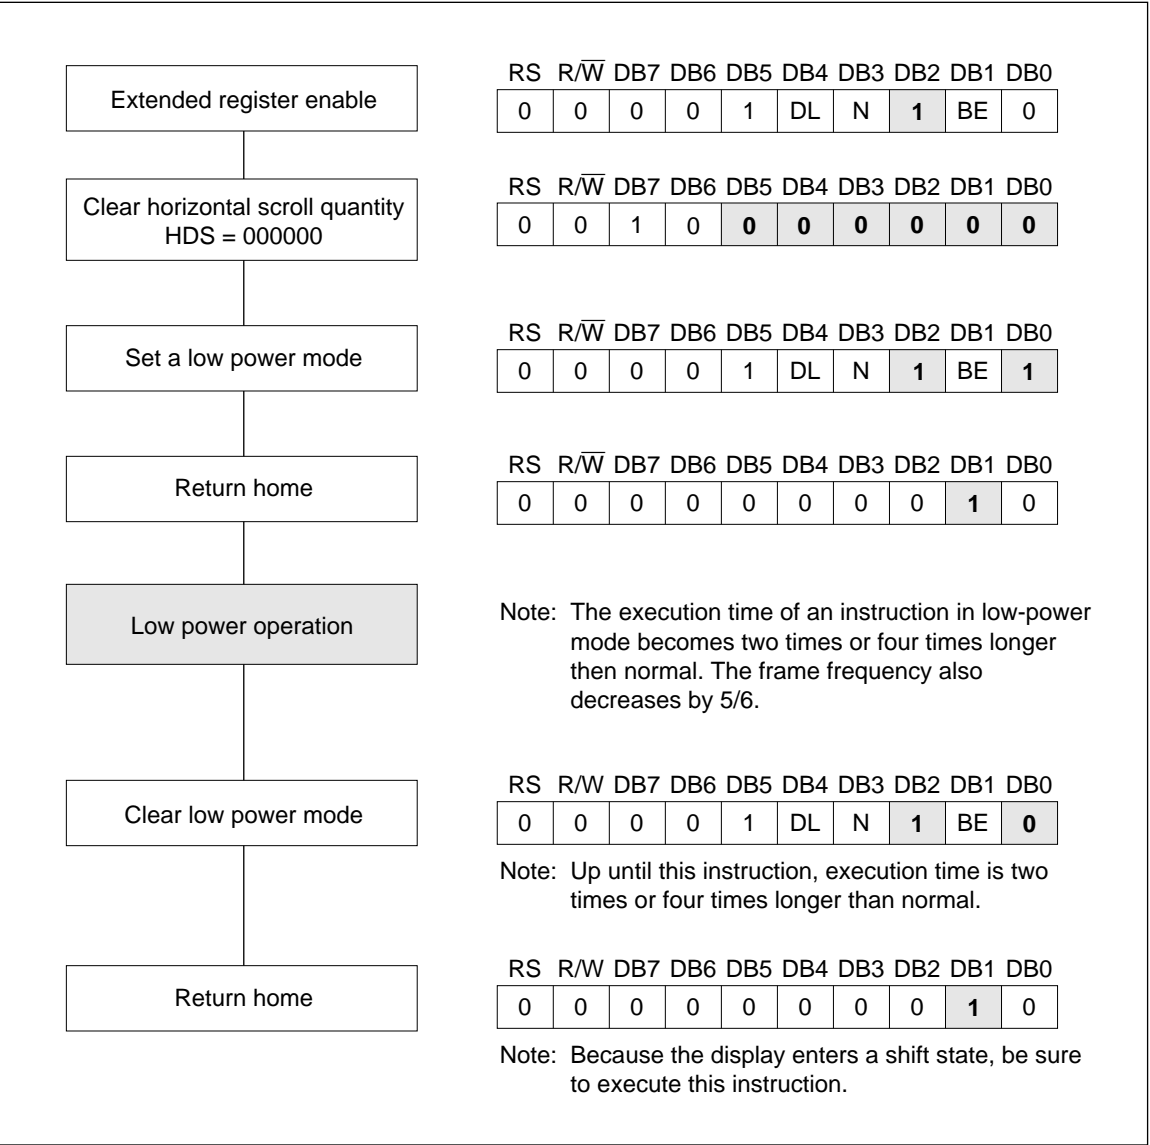 Extended register enable
RS R/W̅ DB7 DB6 DB5 DB4 DB3 DB2 DB1 DB0
0 0 0 0 1 DL N 1 BE 0
Clear horizontal scroll quantity
HDS = 000000
RS R/W̅ DB7 DB6 DB5 DB4 DB3 DB2 DB1 DB0
0 0 1 0 0 0 0 0 0 0
Set a low power mode
RS R/W̅ DB7 DB6 DB5 DB4 DB3 DB2 DB1 DB0
0 0 0 0 1 DL N 1 BE 1
Return home
RS R/W̅ DB7 DB6 DB5 DB4 DB3 DB2 DB1 DB0
0 0 0 0 0 0 0 0 1 0
Low power operation
Note: The execution time of an instruction in low-power
mode becomes two times or four times longer
then normal. The frame frequency also
decreases by 5/6.
Clear low power mode
RS R/W DB7 DB6 DB5 DB4 DB3 DB2 DB1 DB0
0 0 0 0 1 DL N 1 BE 0
Note: Up until this instruction, execution time is two
times or four times longer than normal.
Return home
RS R/W DB7 DB6 DB5 DB4 DB3 DB2 DB1 DB0
0 0 0 0 0 0 0 0 1 0
Note: Because the display enters a shift state, be sure
to execute this instruction.